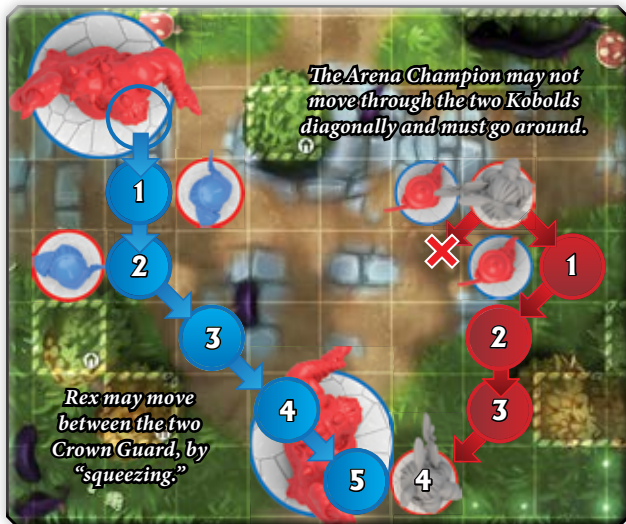 The Arena Champion may not
move through the two Kobolds
diagonally and must go around.
1
2
3
4
5
1
2
3
4
Rex may move
between the two
Crown Guard, by
“squeezing.”